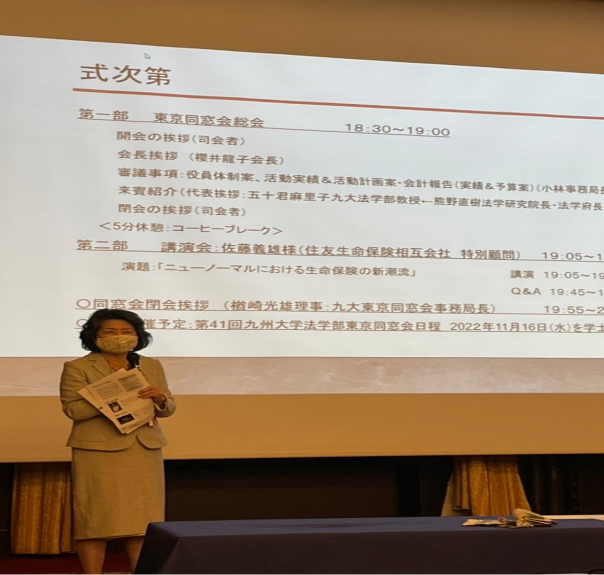 式次第
第一部　東京同窓会総会　18:30～19:00
開会の挨拶(司会者)
会長挨拶 (櫻井龍子会長)
審議事項:役員体制案、活動実績&活動計画案・会計報告(実績&予算案)(小林事務局
来賓紹介(代表挨拶:五十君麻里子九大法学部教授←熊野直樹法学研究院長・法学府長
閉会の挨拶(司会者)
<5分休憩:コーヒーブレーク>
第二部　講演会:佐藤義雄様(住友生命保険相互会社 特別顧問)　19:05～1
演題:「ニューノーマルにおける生命保険の新潮流」　講演 19:05～19
Q&A 19:45～1
〇同窓会閉会挨拶 (楢崎光雄理事:九大東京同窓会事務局長)　19:55～2
催予定:第41回九州大学法学部東京同窓会日程 2022年11月16日(水)を学士